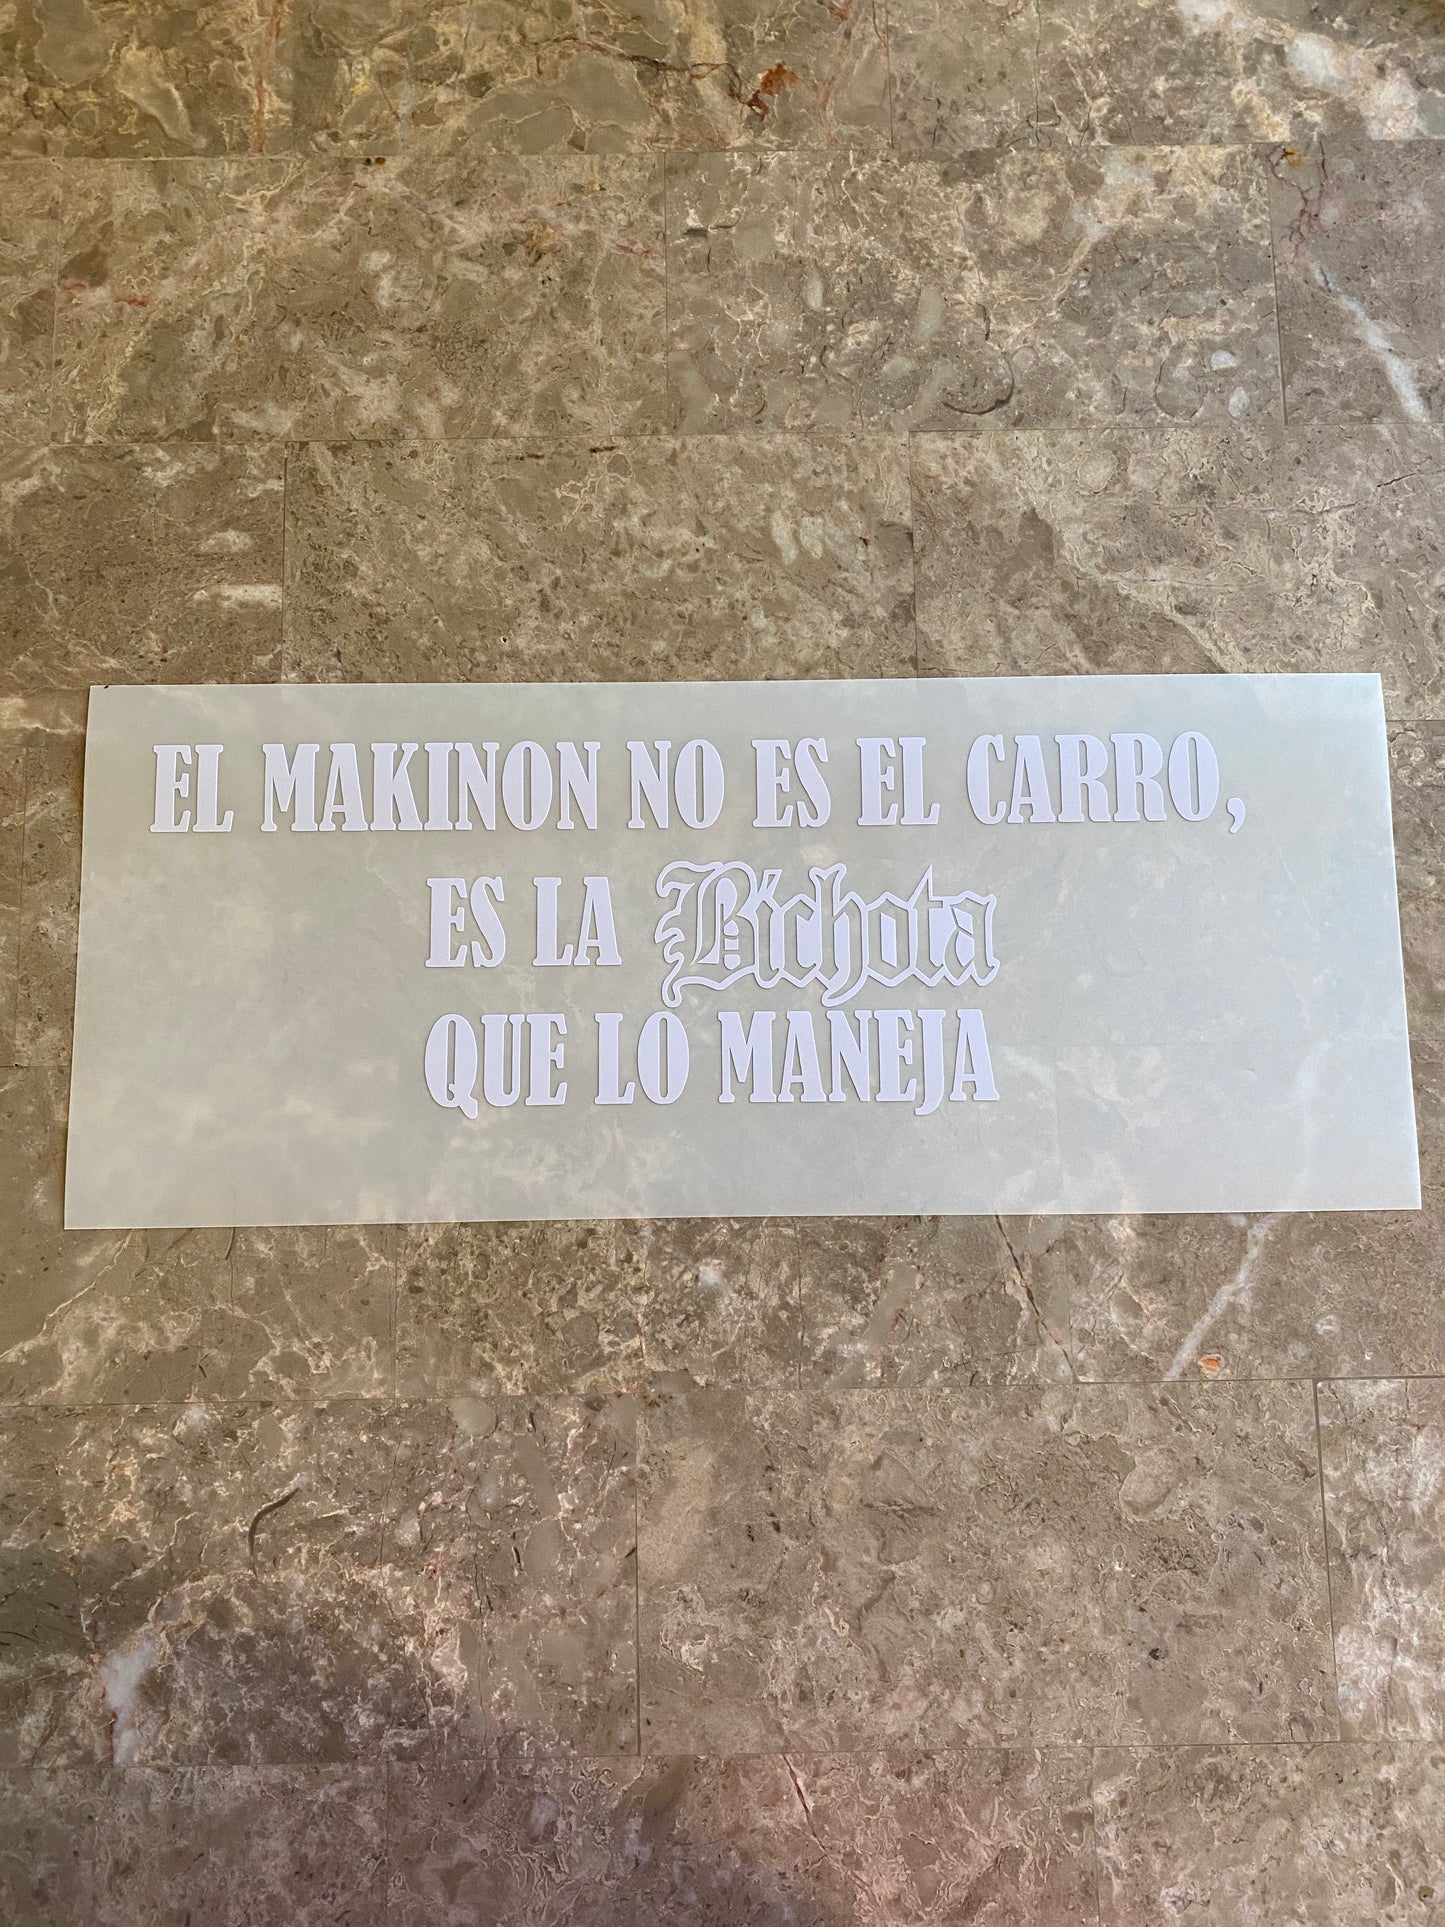 EL MAKINON NO ES EL CARRO,
ES LA Bichota
QUE LO MANEJA